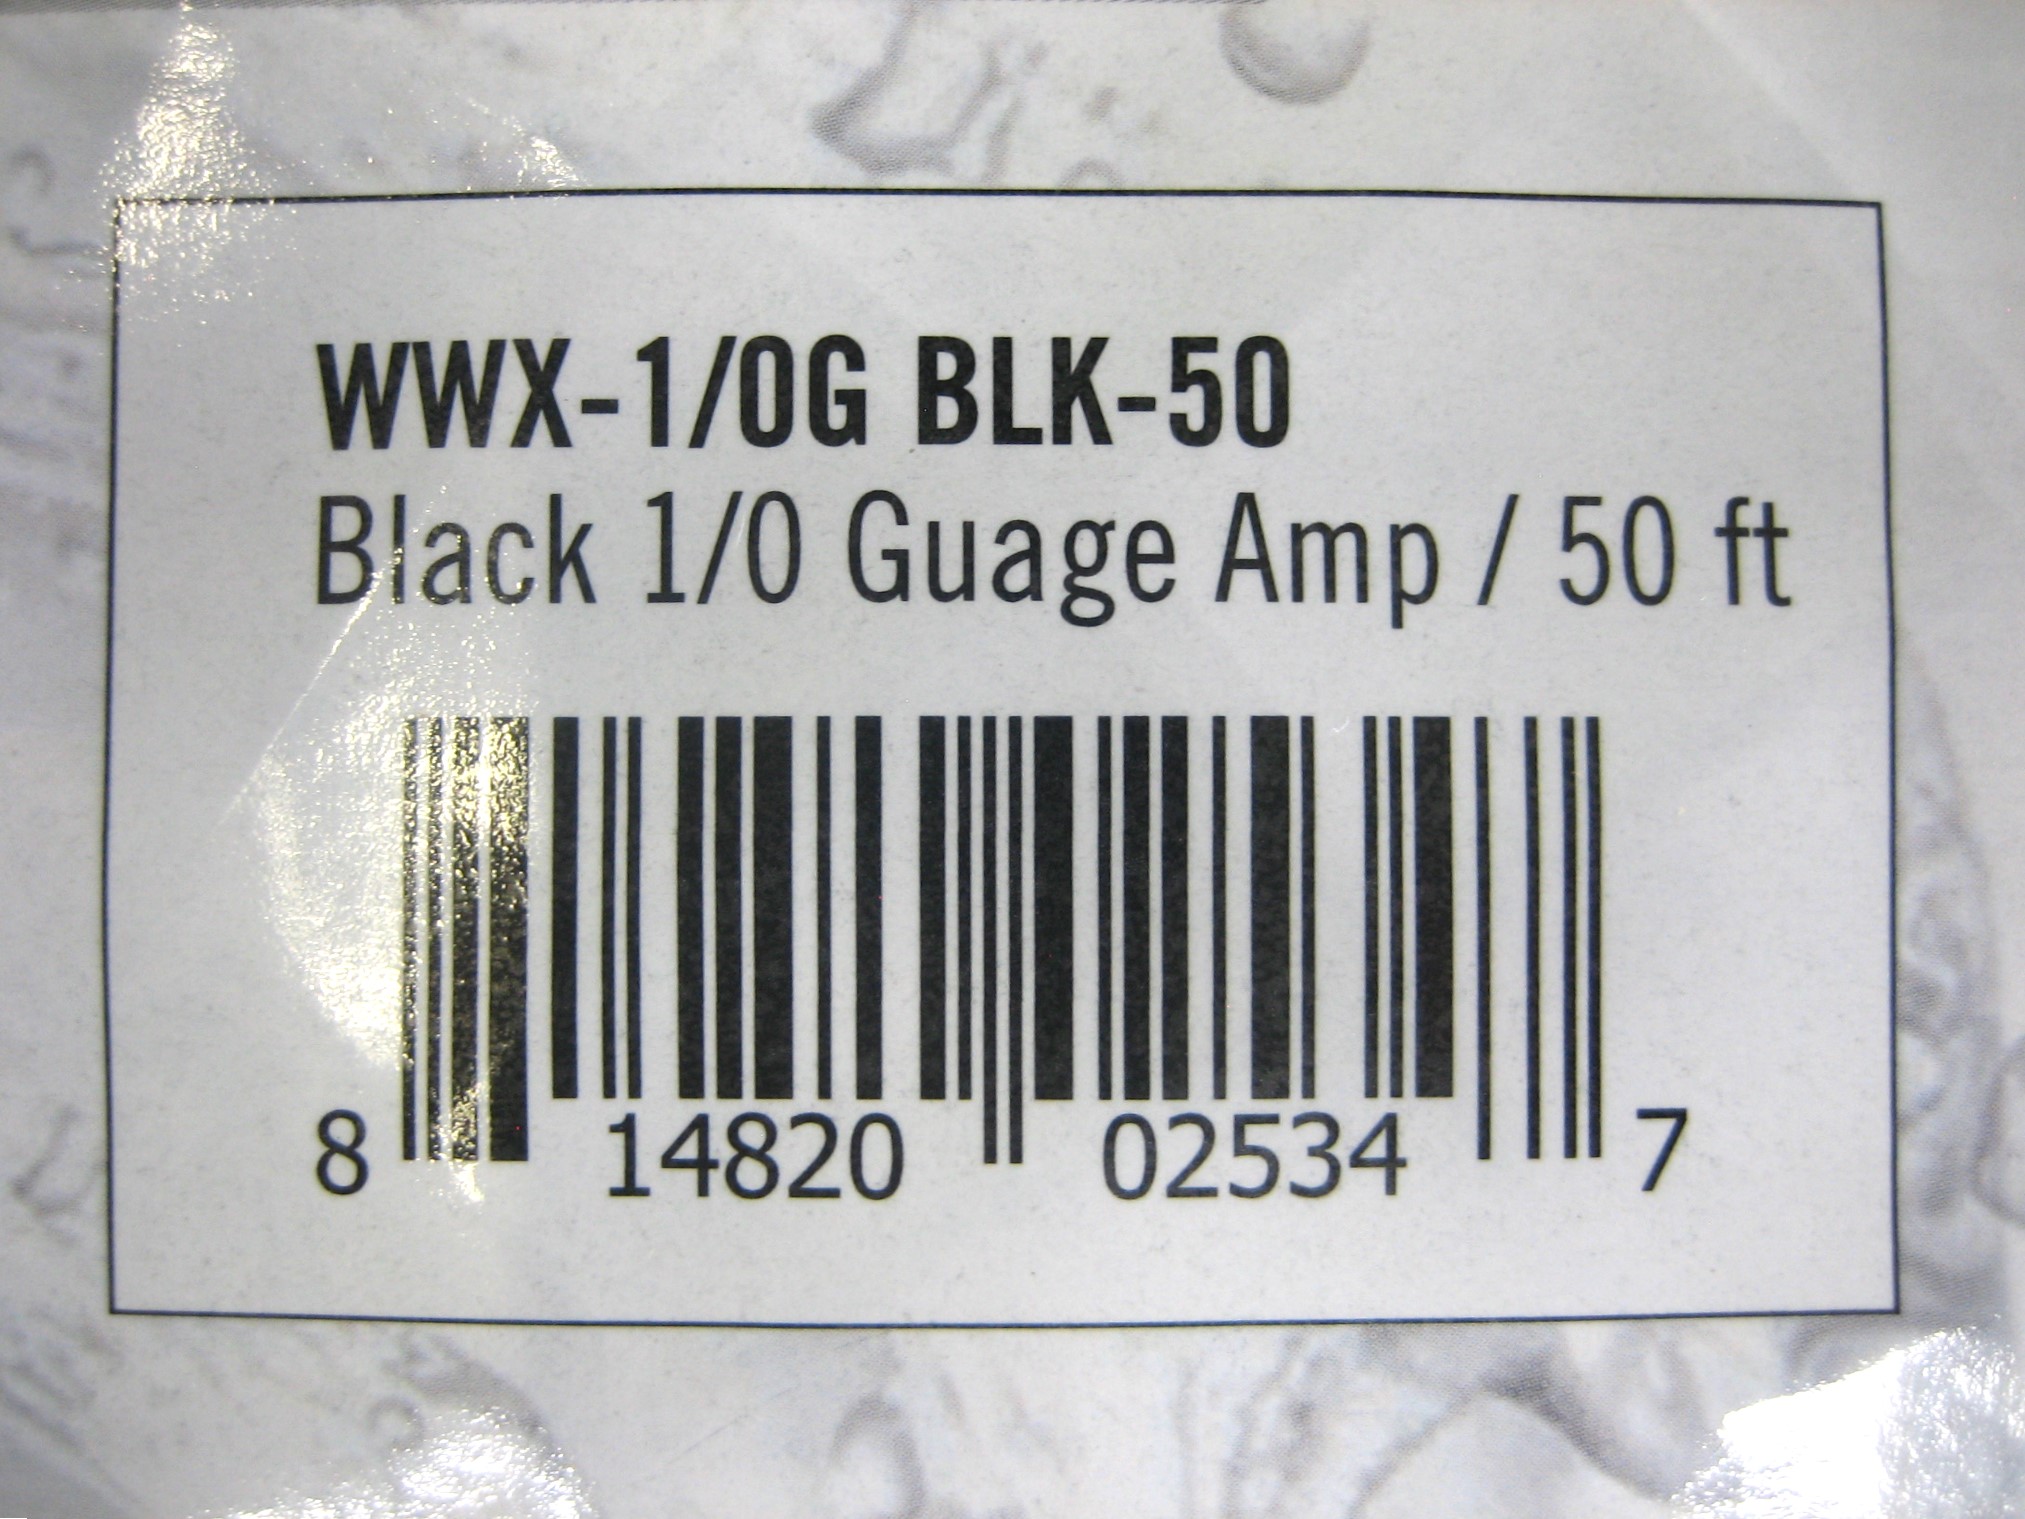 WWX-1/0G BLK-50
Black 1/0 Guage Amp / 50 ft
8 14820 02534 7